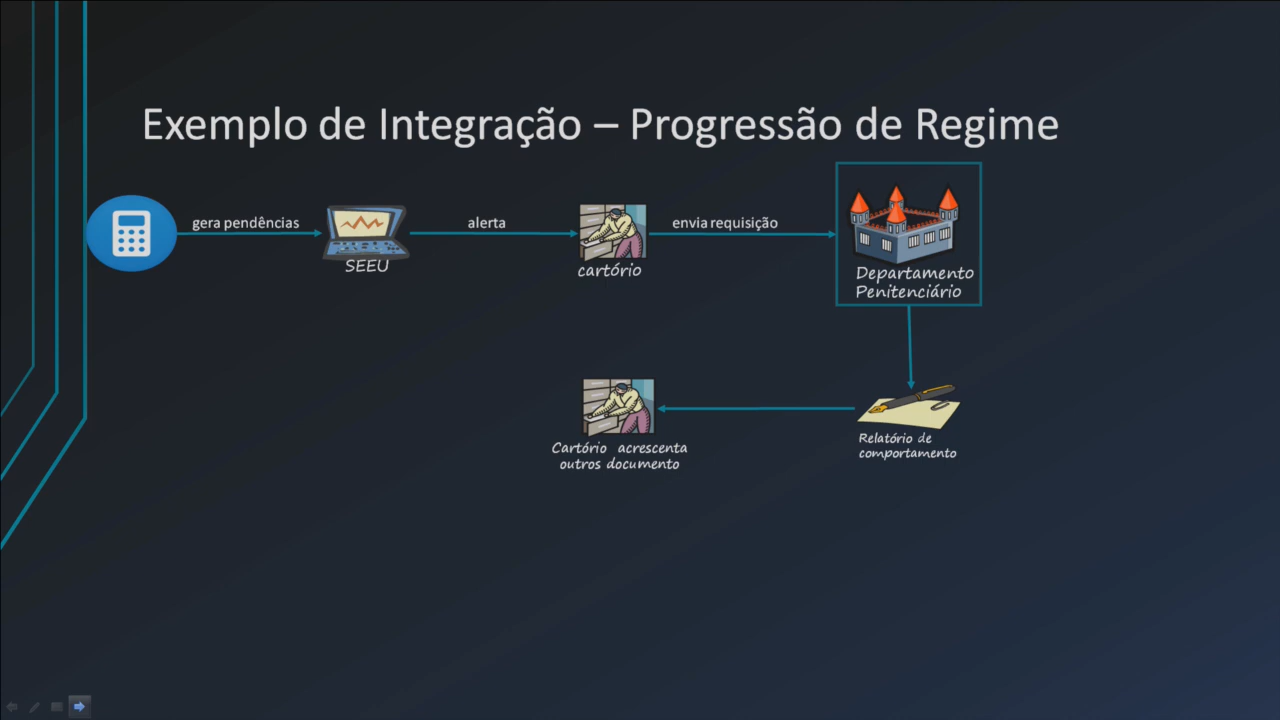 Exemplo de Integração – Progressão de Regime
gera pendências
alerta
envia requisição
SEEU
cartório
Departamento
Penitenciário
Cartório acrescenta
outros documento
Relatório de
comportamento